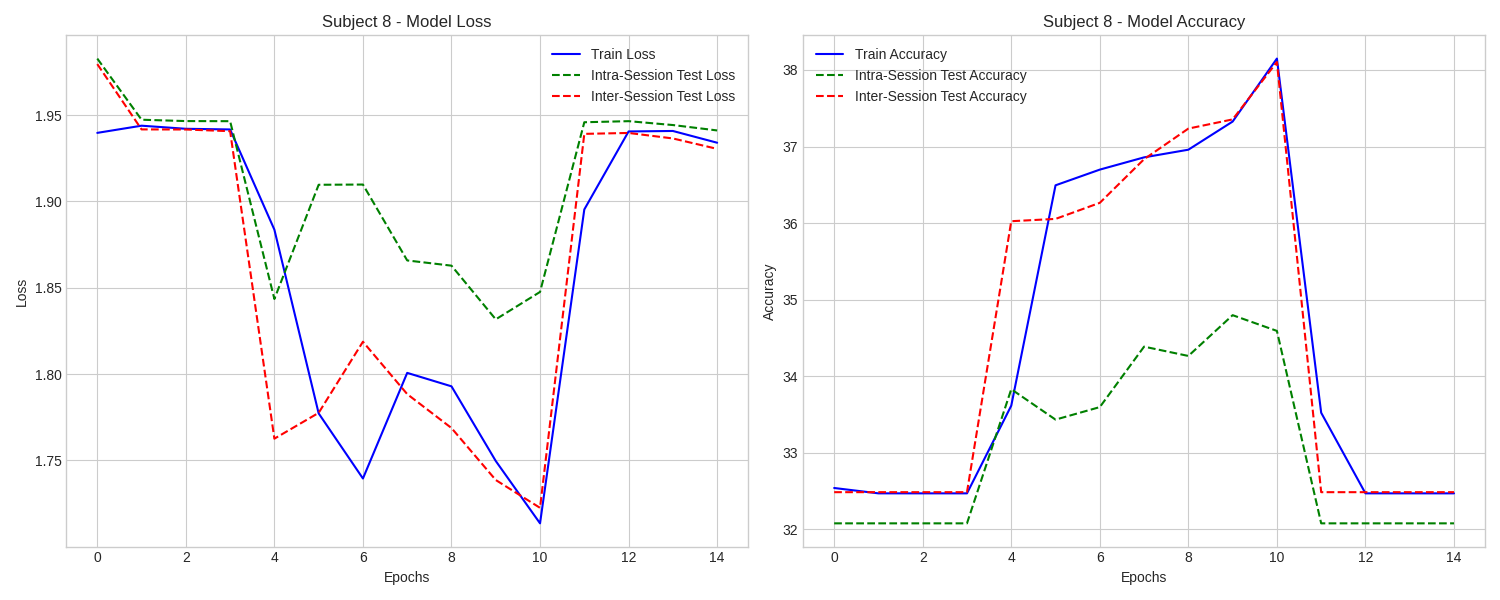 Subject 8 - Model Loss
Train Loss
Intra-Session Test Loss
Inter-Session Test Loss
Loss
1.95
1.90
1.85
1.80
1.75
0 2 4 6 8 10 12 14
Epochs
Subject 8 - Model Accuracy
Train Accuracy
Intra-Session Test Accuracy
Inter-Session Test Accuracy
Accuracy
38
37
36
35
34
33
32
0 2 4 6 8 10 12 14
Epochs